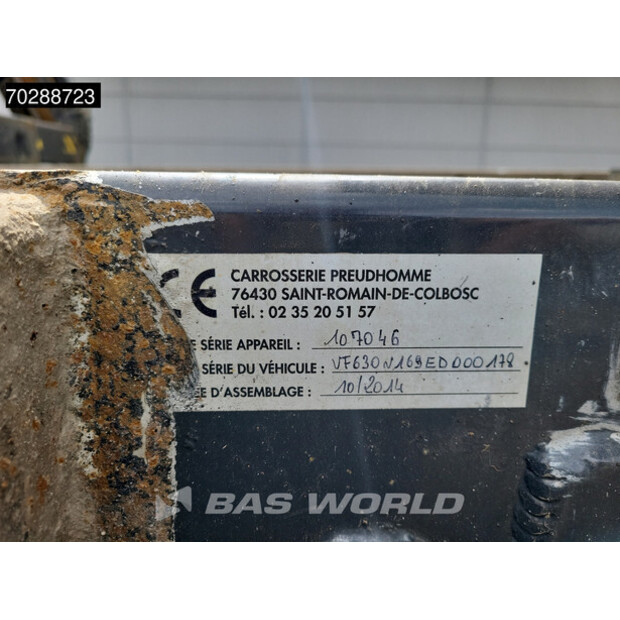 70288723
CE CARROSSERIE PREUDHOMME
76430 SAINT-ROMAIN-DE-COLBOSC
Tél. : 02 35 20 51 57
SÉRIE APPAREIL : 107046
SÉRIE DU VÉHICULE : VF630N169ED000178
D'ASSEMBLAGE : 10/2014
BAS WORLD